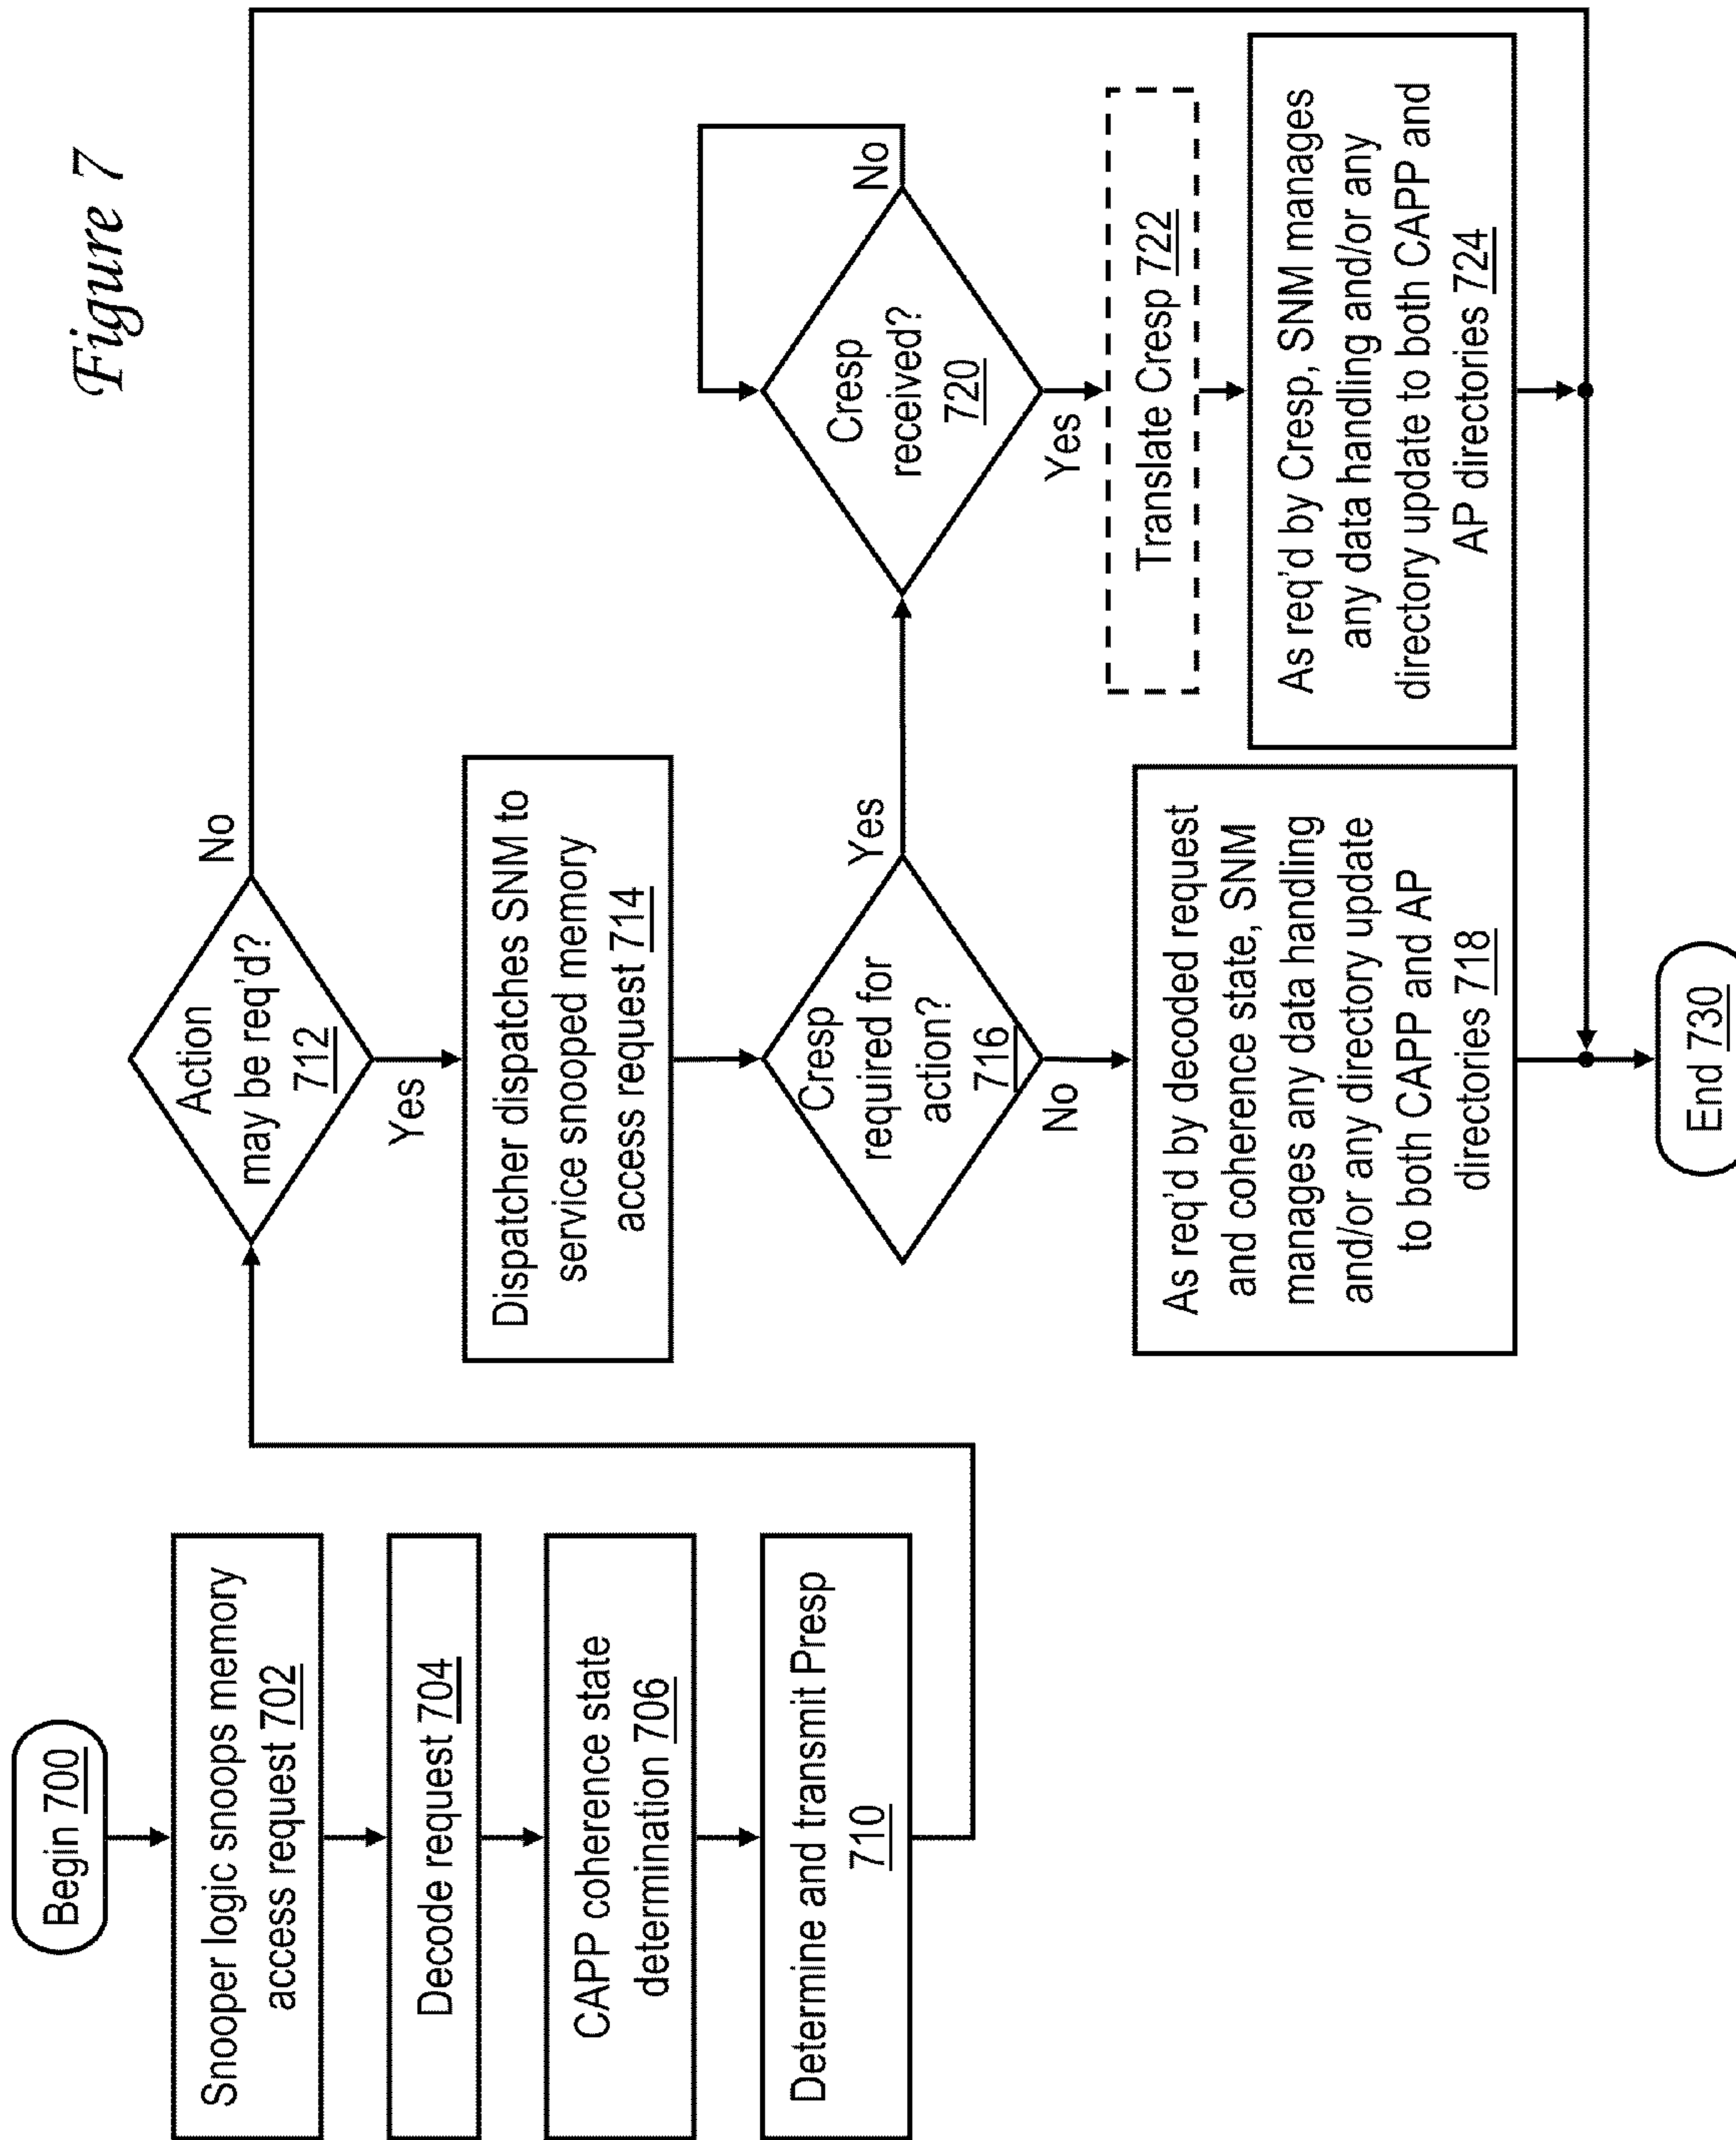 Figure 7
Begin 700
Snooper logic snoops memory
access request 702
Decode request 704
CAPP coherence state
determination 706
Determine and transmit Presp
710
Action
may be req'd?
712
No
Yes
Dispatcher dispatches SNM to
service snooped memory
access request 714
Cresp
required for
action?
716
Yes
No
As req'd by decoded request
and coherence state, SNM
manages any data handling
and/or any directory update
to both CAPP and AP
directories 718
Cresp
received?
720
No
Yes
Translate Cresp 722
As req'd by Cresp, SNM manages
any data handling and/or any
directory update to both CAPP and
AP directories 724
End 730